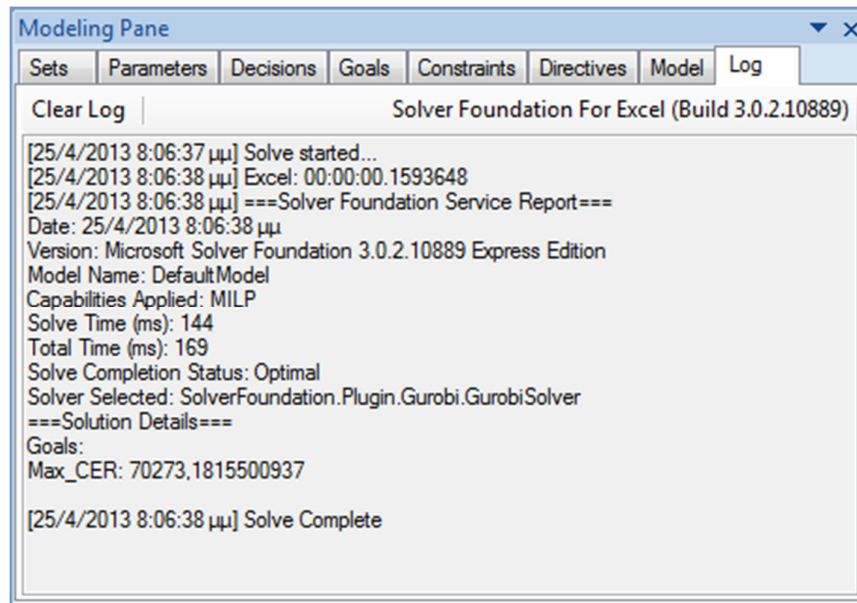 Modeling Pane
Sets Parameters Decisions Goals Constraints Directives Model Log
Clear Log Solver Foundation For Excel (Build 3.0.2.10889)
[25/4/2013 8:06:37 μμ] Solve started...
[25/4/2013 8:06:38 μμ] Excel: 00:00:00.1593648
[25/4/2013 8:06:38 μμ] ===Solver Foundation Service Report===
Date: 25/4/2013 8:06:38 μμ
Version: Microsoft Solver Foundation 3.0.2.10889 Express Edition
Model Name: DefaultModel
Capabilities Applied: MILP
Solve Time (ms): 144
Total Time (ms): 169
Solve Completion Status: Optimal
Solver Selected: SolverFoundation.Plugin.Gurobi.GurobiSolver
===Solution Details===
Goals:
Max_CER: 70273,1815500937
[25/4/2013 8:06:38 μμ] Solve Complete